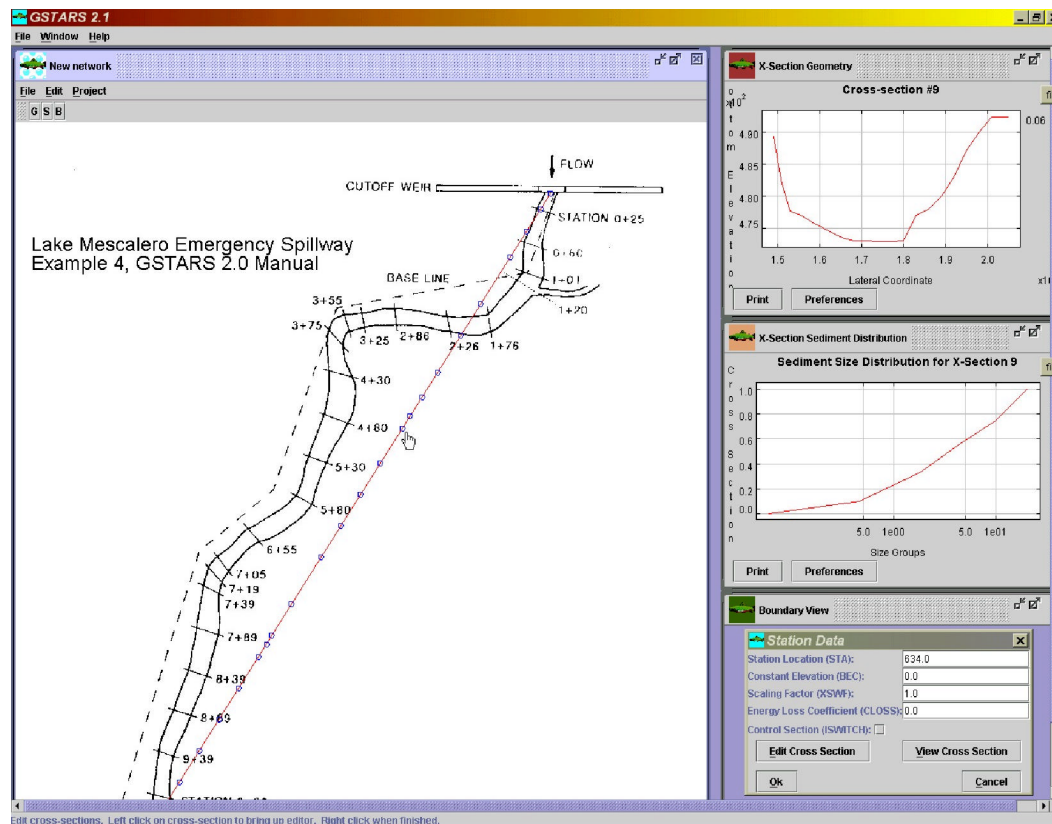 GSTARS 2.1
File Window Help
New network
File Edit Project
G S B
FLOW
CUTOFF WEIR
STATION 0+25
Lake Mescalero Emergency Spillway
Example 4, GSTARS 2.0 Manual
0+60
BASE LINE
1+01
1+20
3+55
3+75
3+25
2+86
2+26
1+76
4+30
4+80
5+30
5+80
6+55
7+05
7+19
7+39
7+89
8+39
8+89
9+39
X-Section Geometry
Cross-section #9
Bottom Elevation
x10²
4.90
4.85
4.80
4.75
0.06
1.5 1.6 1.7 1.8 1.9 2.0
Lateral Coordinate
Print Preferences
X-Section Sediment Distribution
Sediment Size Distribution for X-Section 9
Cross Section
1.0
0.8
0.6
0.4
0.2
0.0
5.0 1e00 5.0 1e01
Size Groups
Print Preferences
Boundary View
Station Data
Station Location (STA): 634.0
Constant Elevation (BEC): 0.0
Scaling Factor (XSWF): 1.0
Energy Loss Coefficient (CLOSS): 0.0
Control Section (ISWITCH):
Edit Cross Section View Cross Section
Ok Cancel
Edit cross-sections. Left click on cross-section to bring up editor. Right click when finished.